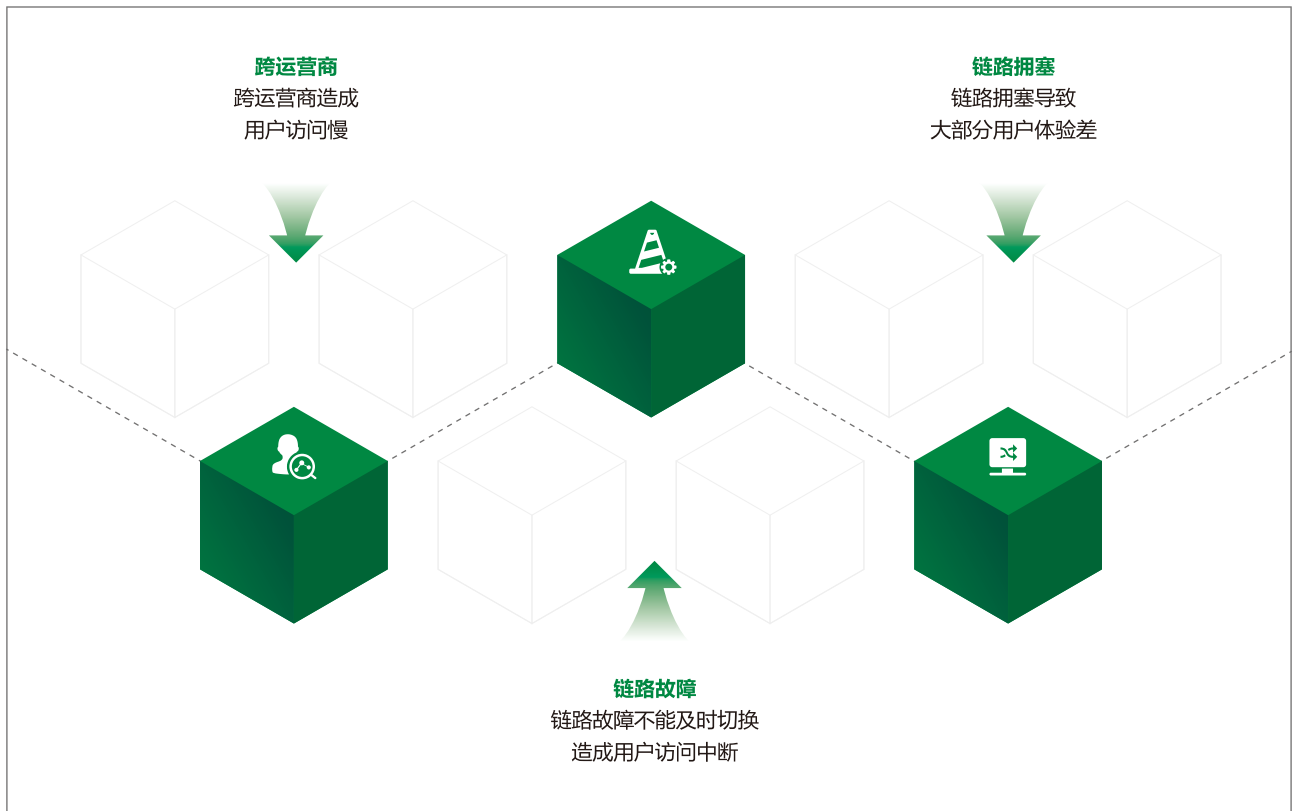 跨运营商
跨运营商造成
用户访问慢
链路拥塞
链路拥塞导致
大部分用户体验差
链路故障
链路故障不能及时切换
造成用户访问中断